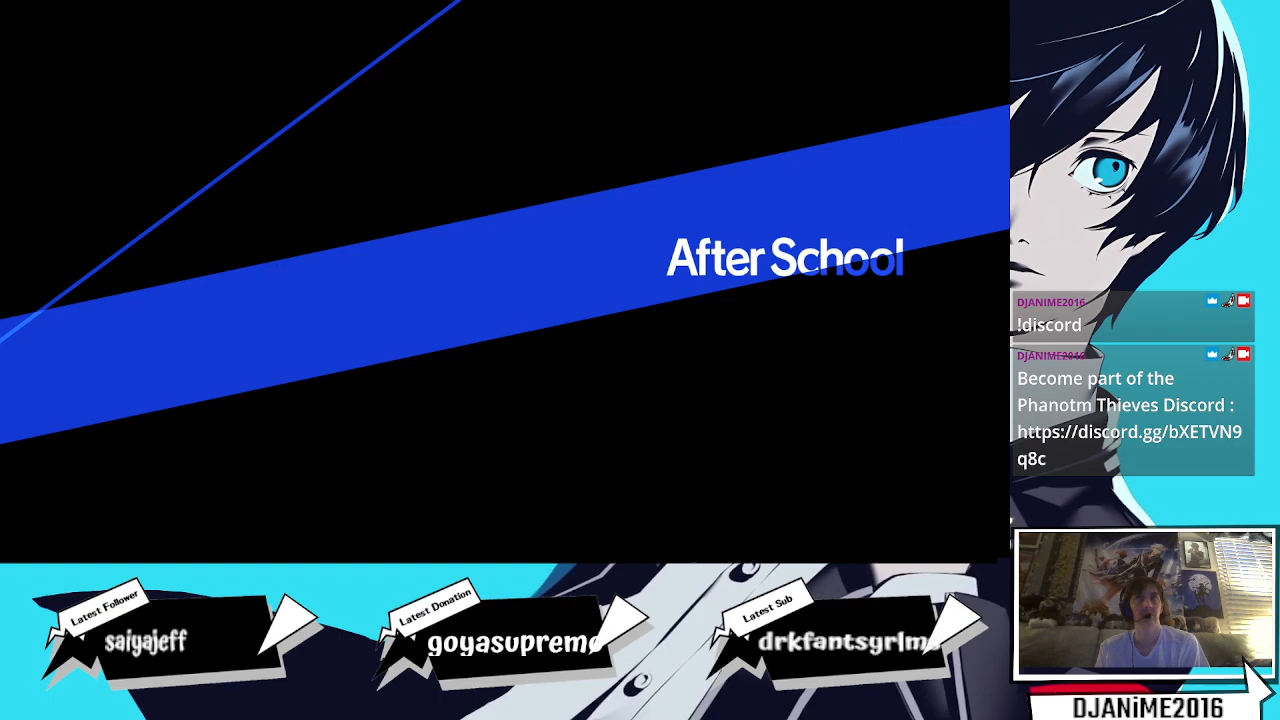 After School
DJANIME2016
!discord
DJANIME2016
Become part of the
Phanotm Thieves Discord :
https://discord.gg/bXETVN9
q8c
Latest Follower
saiyajeff
Latest Donation
goyasupreme
Latest Sub
DJANiME2016